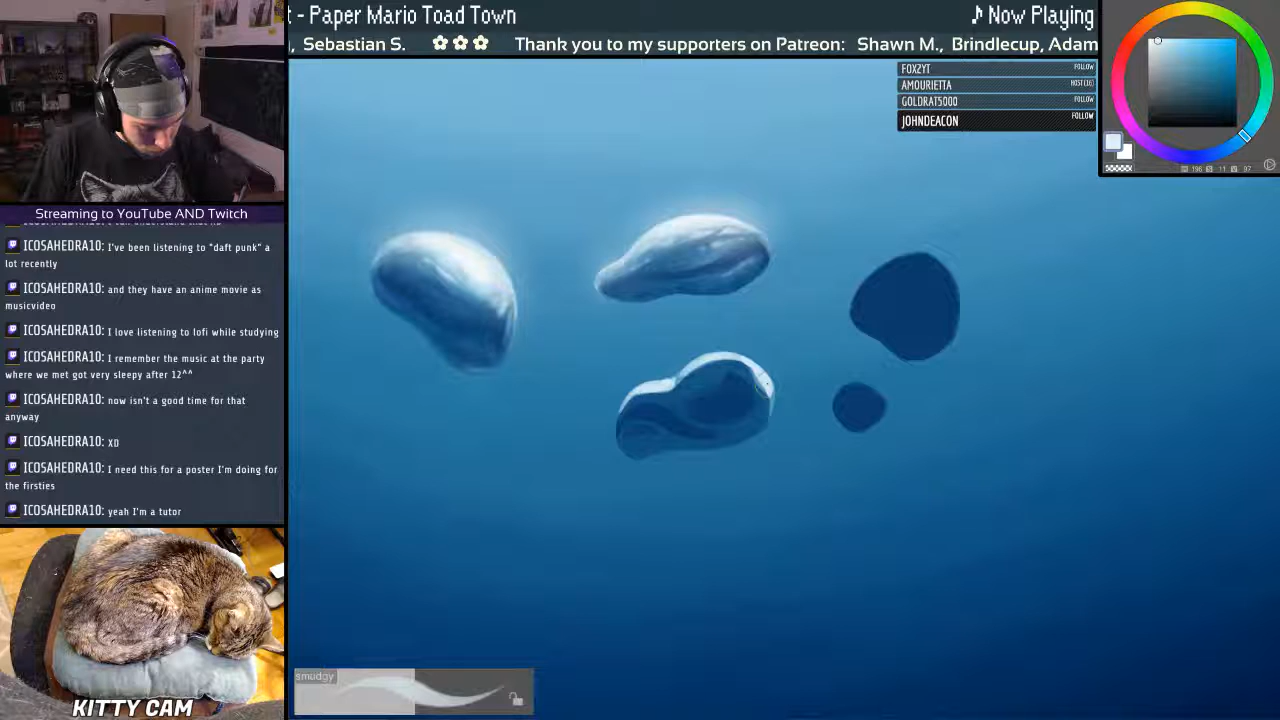 t - Paper Mario Toad Town
♪ Now Playing
, Sebastian S. ✿ ✿ ✿ Thank you to my supporters on Patreon: Shawn M., Brindlecup, Adam
FOXZYT FOLLOW
AMOURIETTA
GOLDRAT5000 FOLLOW
JOHNDEACON FOLLOW
196 11 97
Streaming to YouTube AND Twitch
ICOSAHEDRA10: I've been listening to "daft punk" a
lot recently
ICOSAHEDRA10: and they have an anime movie as
musicvideo
ICOSAHEDRA10: I love listening to lofi while studying
ICOSAHEDRA10: I remember the music at the party
where we met got very sleepy after 12^^
ICOSAHEDRA10: now isn't a good time for that
anyway
ICOSAHEDRA10: XD
ICOSAHEDRA10: I need this for a poster I'm doing for
the firsties
ICOSAHEDRA10: yeah I'm a tutor
smudgy
KITTY CAM